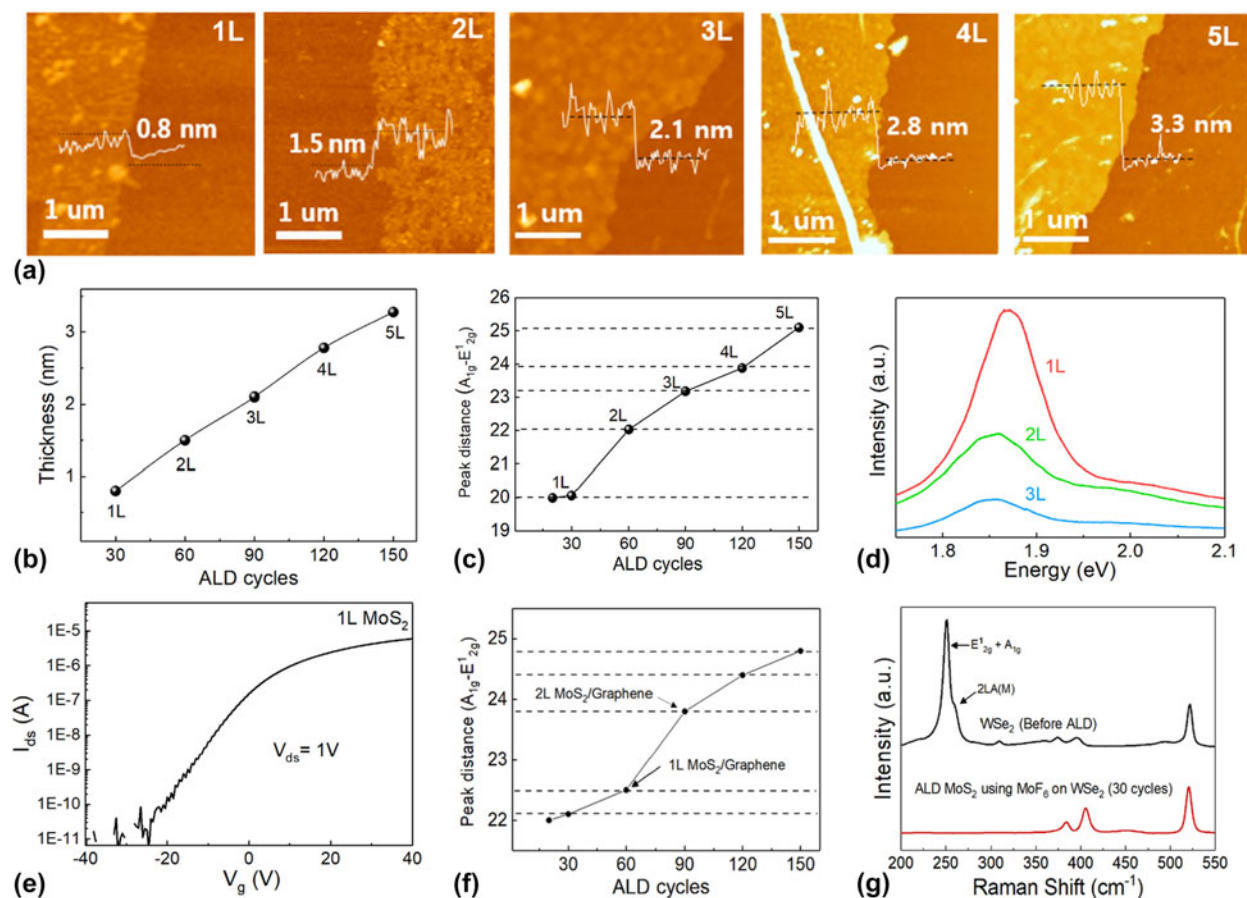 1L
0.8 nm
1 um
2L
1.5 nm
1 um
3L
2.1 nm
1 um
4L
2.8 nm
1 um
5L
3.3 nm
1 um
(a)
Thickness (nm)
3
2
1
1L
2L
3L
4L
5L
30 60 90 120 150
ALD cycles
(b)
Peak distance (A₁g-E¹₂g)
26
25
24
23
22
21
20
19
1L
2L
3L
4L
5L
30 60 90 120 150
ALD cycles
(c)
Intensity (a.u.)
1L
2L
3L
1.8 1.9 2.0 2.1
Energy (eV)
(d)
1L MoS₂
Ids (A)
1E-5
1E-6
1E-7
1E-8
1E-9
1E-10
1E-11
Vds= 1V
-40 -20 0 20 40
Vg (V)
(e)
Peak distance (A₁g-E¹₂g)
25
24
23
22
2L MoS₂/Graphene
1L MoS₂/Graphene
30 60 90 120 150
ALD cycles
(f)
Intensity (a.u.)
E¹₂g + A₁g
2LA(M)
WSe₂ (Before ALD)
ALD MoS₂ using MoF₆ on WSe₂ (30 cycles)
200 250 300 350 400 450 500 550
Raman Shift (cm⁻¹)
(g)